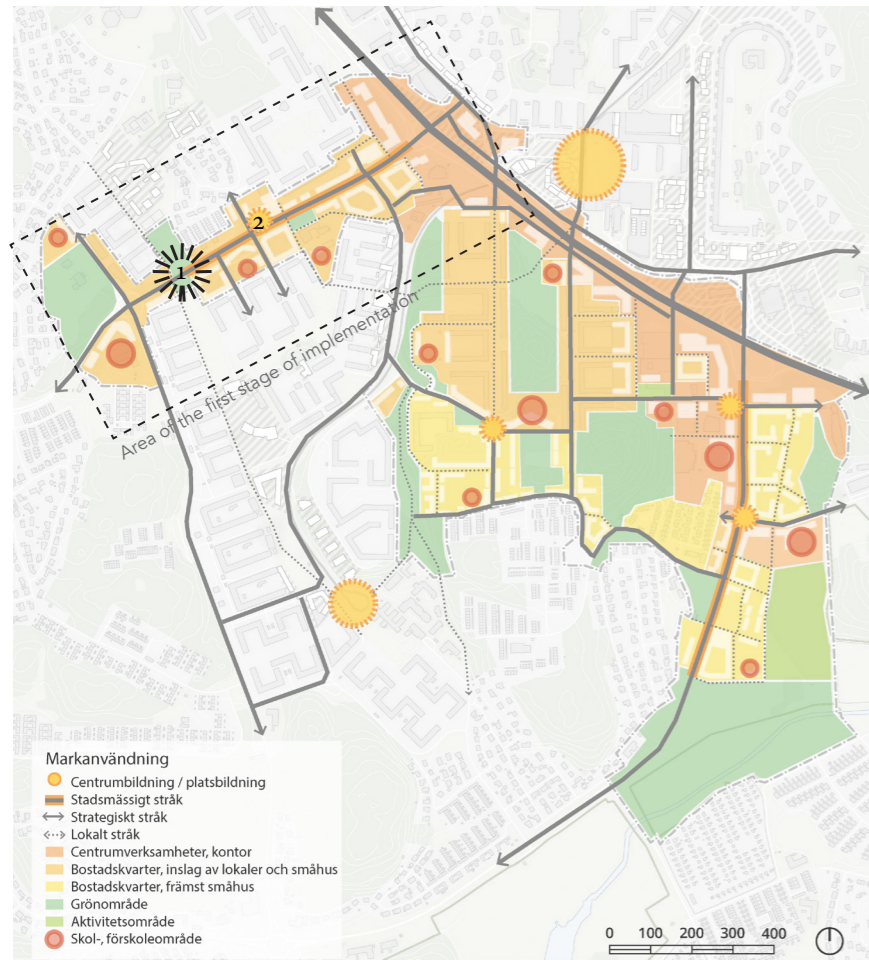 2
1
Area of the first stage of implementation
Markanvändning
Centrumbildning / platsbildning
Stadsmässigt stråk
Strategiskt stråk
Lokalt stråk
Centrumverksamheter, kontor
Bostadskvarter, inslag av lokaler och småhus
Bostadskvarter, främst småhus
Grönområde
Aktivitetsområde
Skol-, förskoleområde
0 100 200 300 400